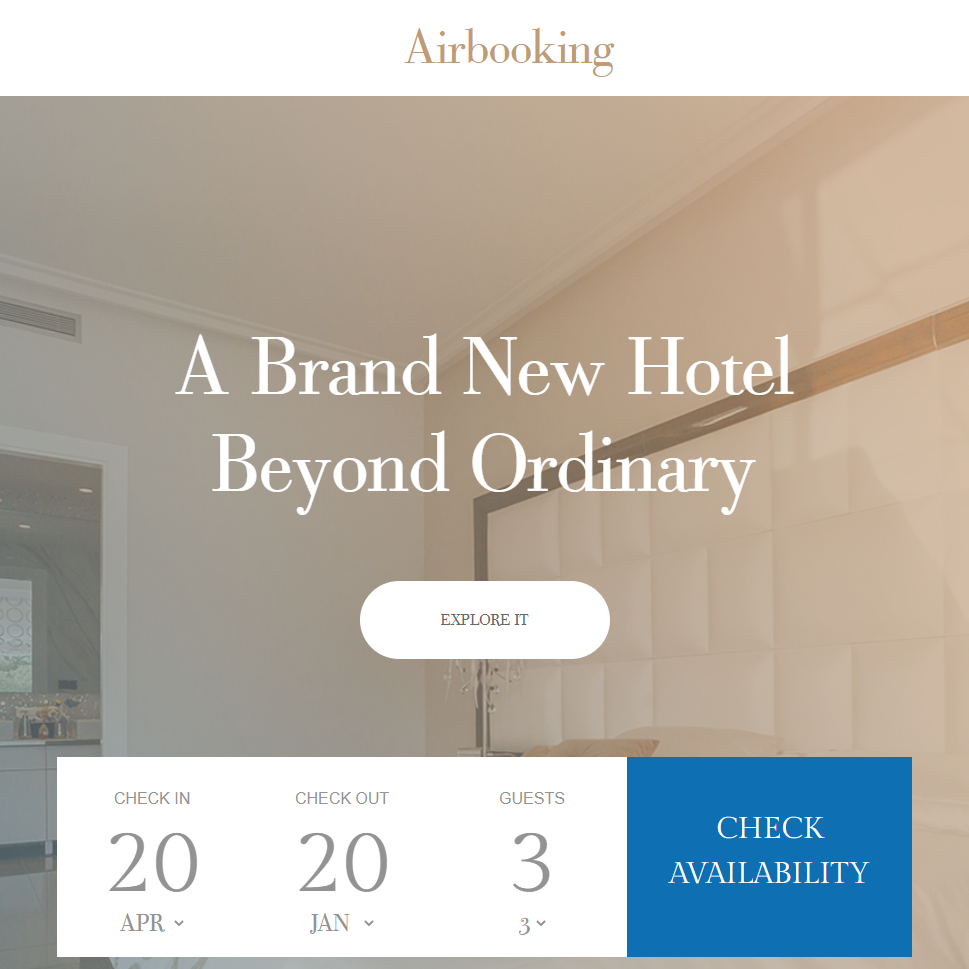 Airbooking
A Brand New Hotel
Beyond Ordinary
EXPLORE IT
CHECK IN
20
APR
CHECK OUT
20
JAN
GUESTS
3
3
CHECK
AVAILABILITY